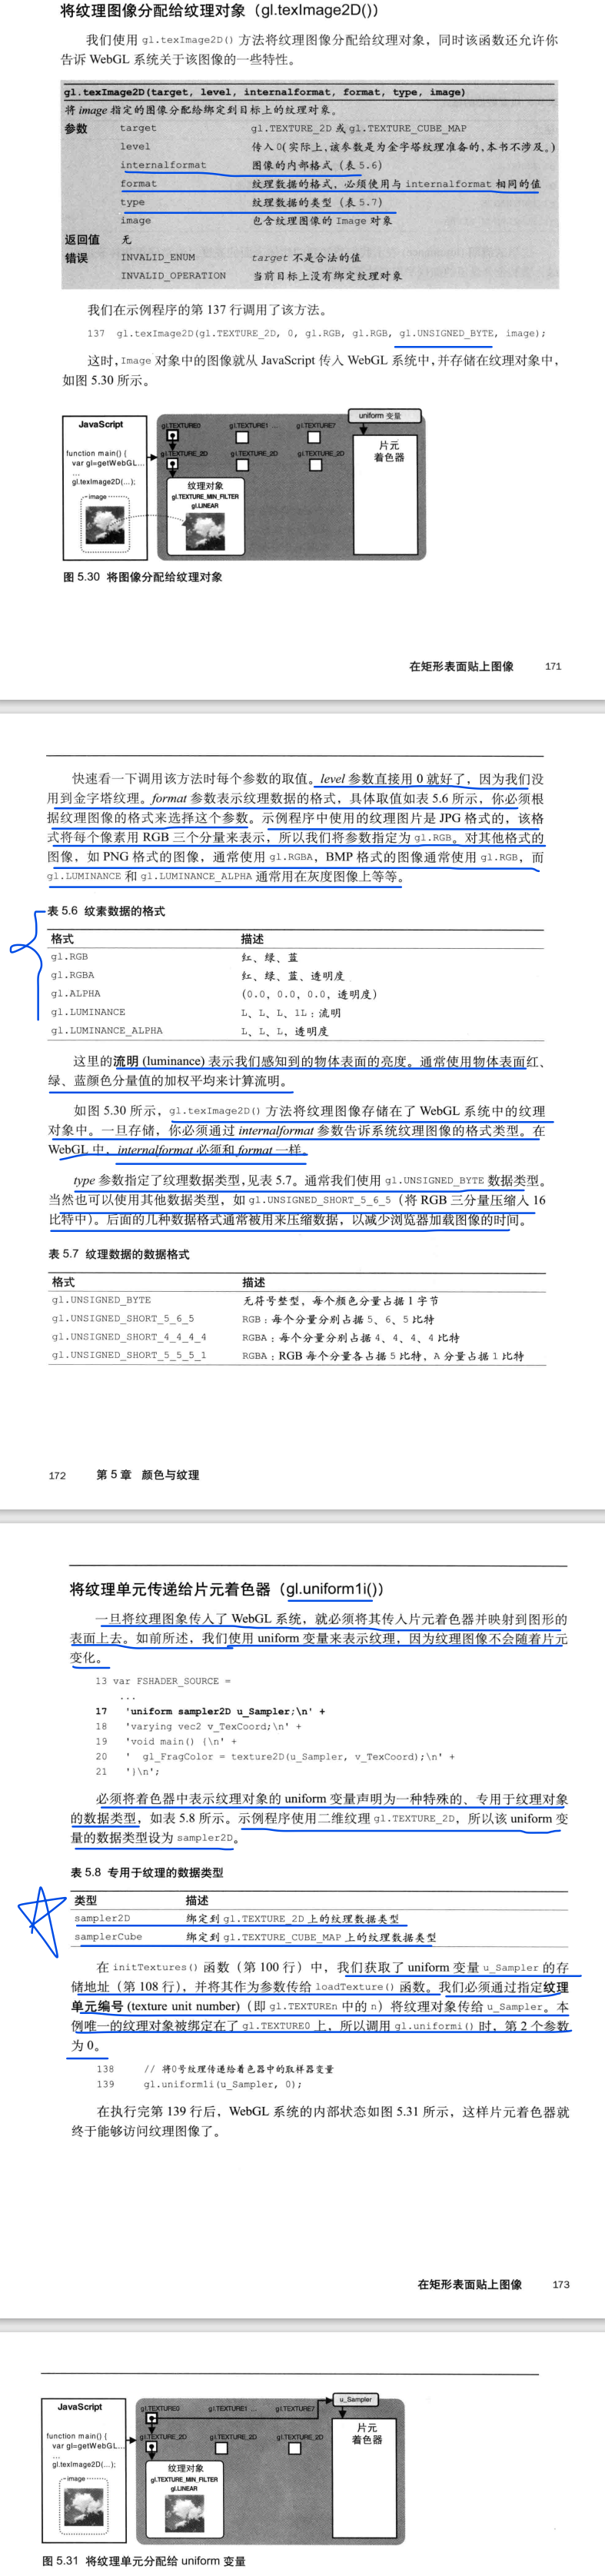 将纹理图像分配给纹理对象（gl.texImage2D()）
我们使用 gl.texImage2D() 方法将纹理图像分配给纹理对象，同时该函数还允许你
告诉 WebGL 系统关于该图像的一些特性。
gl.texImage2D(target, level, internalformat, format, type, image)
将 image 指定的图像分配给绑定到目标上的纹理对象。
参数 target gl.TEXTURE_2D 或 gl.TEXTURE_CUBE_MAP
level 传入 0(实际上,该参数是为金字塔纹理准备的,本书不涉及。)
internalformat 图像的内部格式（表 5.6）
format 纹理数据的格式，必须使用与 internalformat 相同的值
type 纹理数据的类型（表 5.7）
image 包含纹理图像的 Image 对象
返回值 无
错误 INVALID_ENUM target 不是合法的值
INVALID_OPERATION 当前目标上没有绑定纹理对象
我们在示例程序的第 137 行调用了该方法。
137 gl.texImage2D(gl.TEXTURE_2D, 0, gl.RGB, gl.RGB, gl.UNSIGNED_BYTE, image);
这时，Image 对象中的图像就从 JavaScript 传入 WebGL 系统中，并存储在纹理对象中，
如图 5.30 所示。
uniform 变量
JavaScript
gl.TEXTURE0 gl.TEXTURE1 ... gl.TEXTURE7
片元
着色器
function main() {
var gl=getWebGL...
...
gl.texImage2D(...);
gl.TEXTURE_2D gl.TEXTURE_2D gl.TEXTURE_2D
纹理对象
gl.TEXTURE_MIN_FILTER
gl.LINEAR
image
图 5.30 将图像分配给纹理对象
在矩形表面贴上图像 171
快速看一下调用该方法时每个参数的取值。level 参数直接用 0 就好了，因为我们没
用到金字塔纹理。format 参数表示纹理数据的格式，具体取值如表 5.6 所示，你必须根
据纹理图像的格式来选择这个参数。示例程序中使用的纹理图片是 JPG 格式的，该格
式将每个像素用 RGB 三个分量来表示，所以我们将参数指定为 gl.RGB。对其他格式的
图像，如 PNG 格式的图像，通常使用 gl.RGBA，BMP 格式的图像通常使用 gl.RGB，而
gl.LUMINANCE 和 gl.LUMINANCE_ALPHA 通常用在灰度图像上等等。
表 5.6 纹素数据的格式
格式 描述
gl.RGB 红、绿、蓝
gl.RGBA 红、绿、蓝、透明度
gl.ALPHA (0.0, 0.0, 0.0, 透明度)
gl.LUMINANCE L、L、L、1L：流明
gl.LUMINANCE_ALPHA L、L、L，透明度
这里的流明 (luminance) 表示我们感知到的物体表面的亮度。通常使用物体表面红、
绿、蓝颜色分量值的加权平均来计算流明。
如图 5.30 所示，gl.texImage2D() 方法将纹理图像存储在了 WebGL 系统中的纹理
对象中。一旦存储，你必须通过 internalformat 参数告诉系统纹理图像的格式类型。在
WebGL 中，internalformat 必须和 format 一样。
type 参数指定了纹理数据类型,见表 5.7。通常我们使用 gl.UNSIGNED_BYTE 数据类型。
当然也可以使用其他数据类型，如 gl.UNSIGNED_SHORT_5_6_5（将 RGB 三分量压缩入 16
比特中）。后面的几种数据格式通常被用来压缩数据，以减少浏览器加载图像的时间。
表 5.7 纹理数据的数据格式
格式 描述
gl.UNSIGNED_BYTE 无符号整型，每个颜色分量占据 1 字节
gl.UNSIGNED_SHORT_5_6_5 RGB：每个分量分别占据 5、6、5 比特
gl.UNSIGNED_SHORT_4_4_4_4 RGBA：每个分量分别占据 4、4、4、4 比特
gl.UNSIGNED_SHORT_5_5_5_1 RGBA：RGB 每个分量各占据 5 比特，A 分量占据 1 比特
172 第 5 章 颜色与纹理
将纹理单元传递给片元着色器（gl.uniform1i()）
一旦将纹理图象传入了 WebGL 系统，就必须将其传入片元着色器并映射到图形的
表面上去。如前所述，我们使用 uniform 变量来表示纹理，因为纹理图像不会随着片元
变化。
13 var FSHADER_SOURCE =
...
17 'uniform sampler2D u_Sampler;\n' +
18 'varying vec2 v_TexCoord;\n' +
19 'void main() {\n' +
20 ' gl_FragColor = texture2D(u_Sampler, v_TexCoord);\n' +
21 '}\n';
必须将着色器中表示纹理对象的 uniform 变量声明为一种特殊的、专用于纹理对象
的数据类型，如表 5.8 所示。示例程序使用二维纹理 gl.TEXTURE_2D，所以该 uniform 变
量的数据类型设为 sampler2D。
表 5.8 专用于纹理的数据类型
类型 描述
sampler2D 绑定到 gl.TEXTURE_2D 上的纹理数据类型
samplerCube 绑定到 gl.TEXTURE_CUBE_MAP 上的纹理数据类型
在 initTextures() 函数（第 100 行）中，我们获取了 uniform 变量 u_Sampler 的存
储地址（第 108 行），并将其作为参数传给 loadTexture() 函数。我们必须通过指定纹理
单元编号 (texture unit number)（即 gl.TEXTUREn 中的 n）将纹理对象传给 u_Sampler。本
例唯一的纹理对象被绑定在了 gl.TEXTURE0 上，所以调用 gl.uniformi() 时，第 2 个参数
为 0。
138 // 将0号纹理传递给着色器中的取样器变量
139 gl.uniform1i(u_Sampler, 0);
在执行完第 139 行后，WebGL 系统的内部状态如图 5.31 所示，这样片元着色器就
终于能够访问纹理图像了。
在矩形表面贴上图像 173
u_Sampler
JavaScript
gl.TEXTURE0 gl.TEXTURE1 ... gl.TEXTURE7
片元
着色器
function main() {
var gl=getWebGL...
...
gl.texImage2D(...);
gl.TEXTURE_2D gl.TEXTURE_2D gl.TEXTURE_2D
纹理对象
gl.TEXTURE_MIN_FILTER
gl.LINEAR
image
图 5.31 将纹理单元分配给 uniform 变量